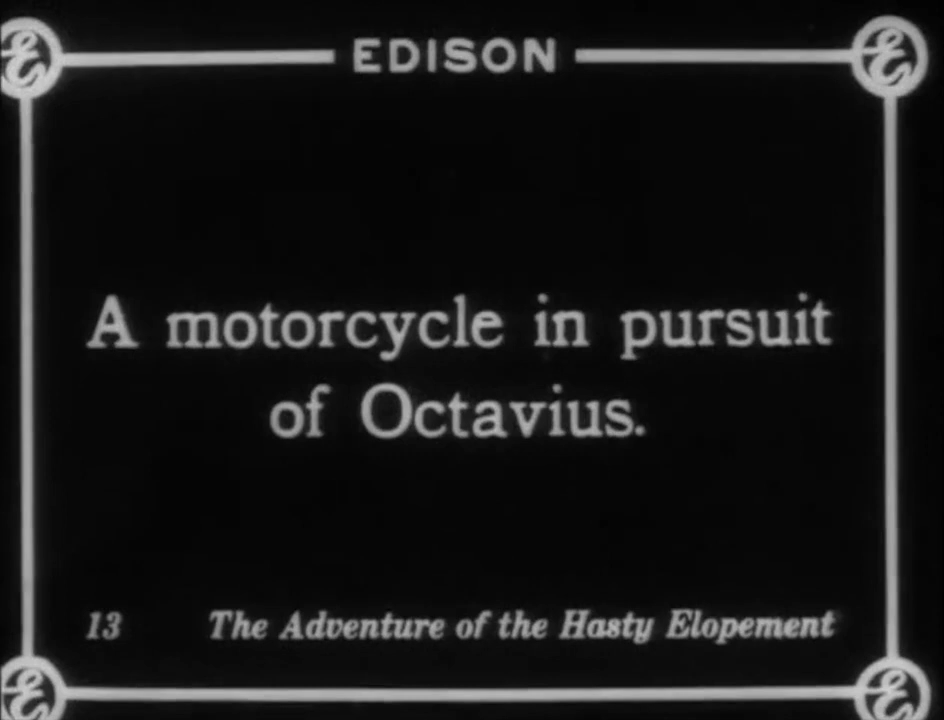 EDISON
A motorcycle in pursuit
of Octavius.
13 The Adventure of the Hasty Elopement